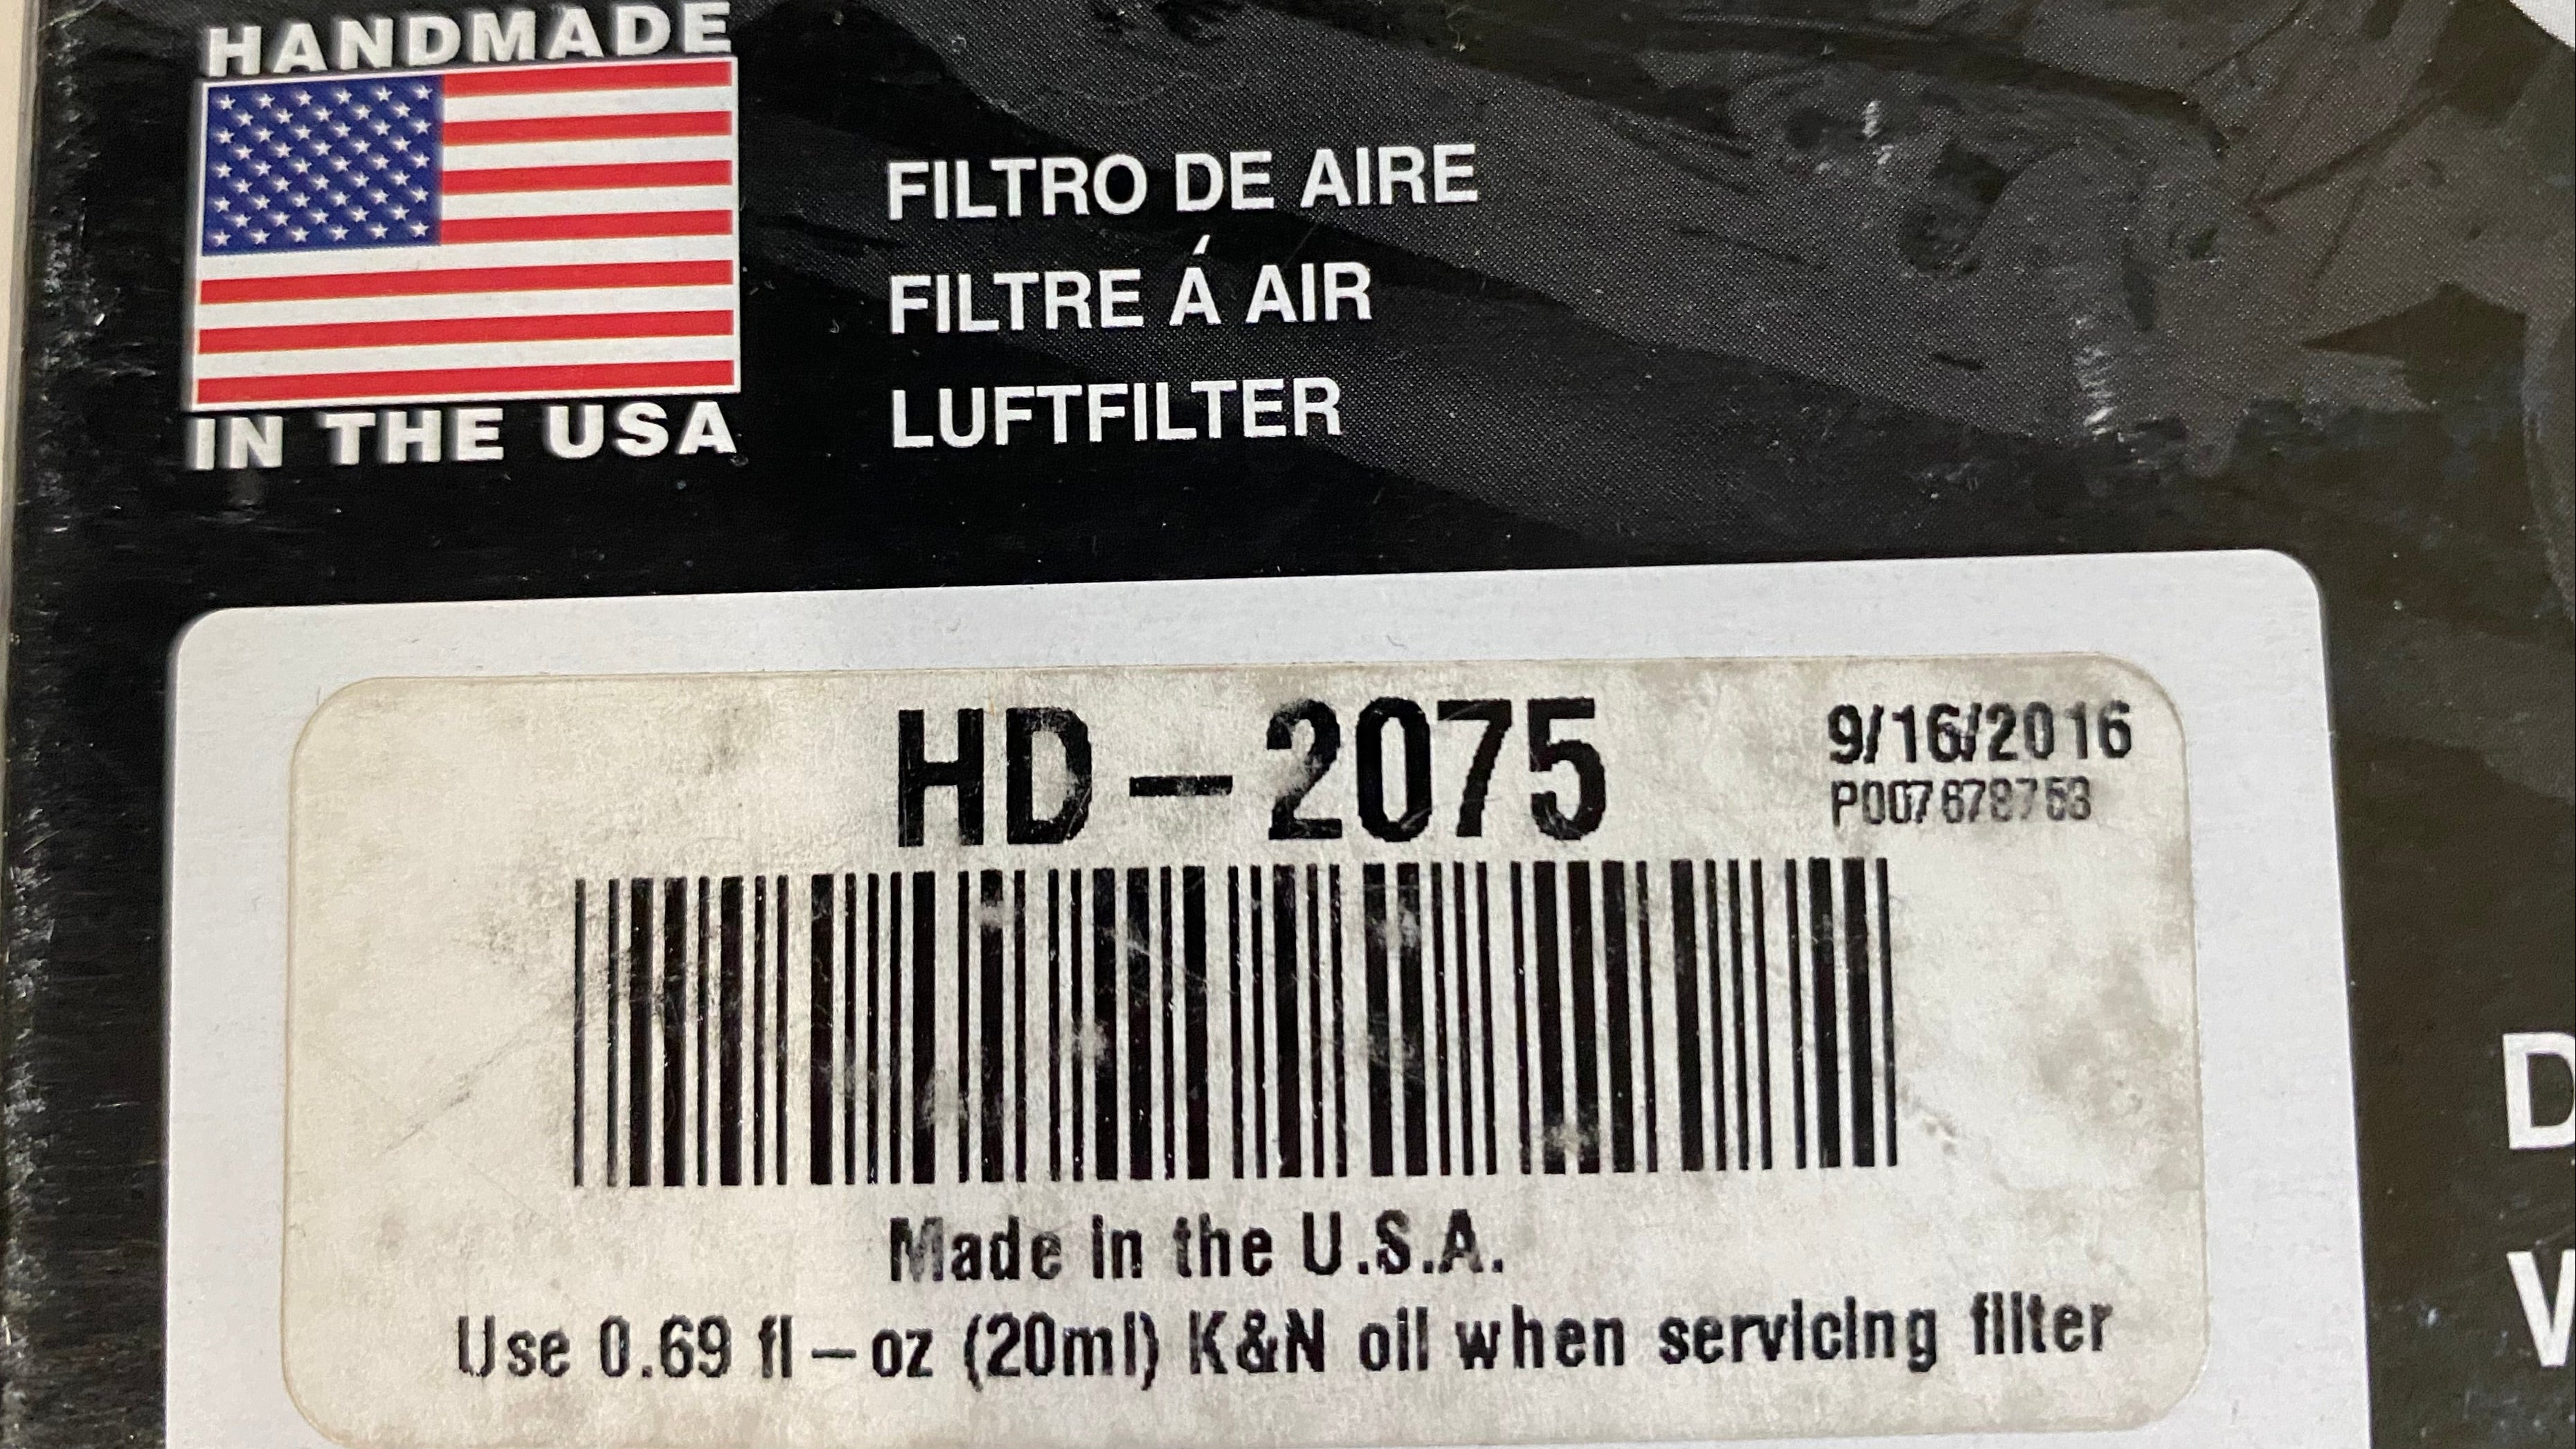 HANDMADE
IN THE USA
FILTRO DE AIRE
FILTRE Á AIR
LUFTFILTER
HD-2075
9/16/2016
Made in the U.S.A.
Use 0.69 fl-oz (20ml) K&N oil when servicing filter
D